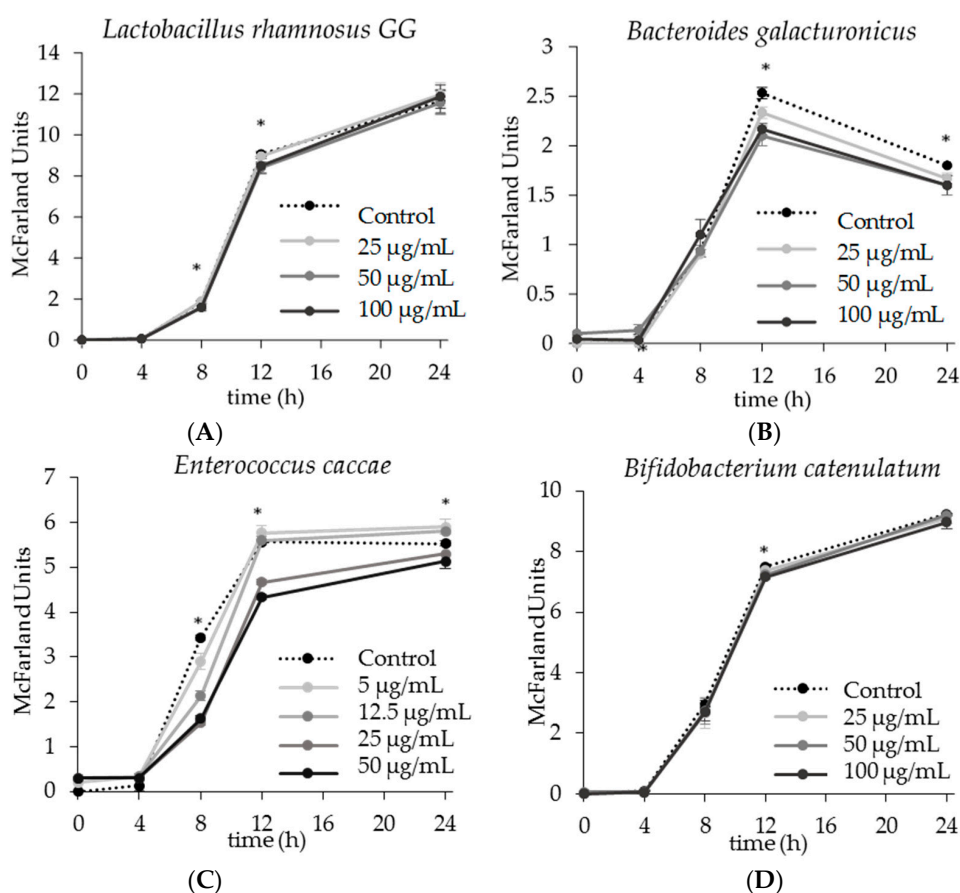 Lactobacillus rhamnosus GG
14
12
10
8
6
4
2
0
McFarland Units
*
*
Control
25 µg/mL
50 µg/mL
100 µg/mL
0 4 8 12 16 20 24
time (h)
(A)
Bacteroides galacturonicus
3
2.5
2
1.5
1
0.5
0
McFarland Units
*
*
*
Control
25 µg/mL
50 µg/mL
100 µg/mL
0 4 8 12 16 20 24
time (h)
(B)
Enterococcus caccae
7
6
5
4
3
2
1
0
McFarland Units
*
*
*
Control
5 µg/mL
12.5 µg/mL
25 µg/mL
50 µg/mL
0 4 8 12 16 20 24
time (h)
(C)
Bifidobacterium catenulatum
10
8
6
4
2
0
McFarland Units
*
Control
25 µg/mL
50 µg/mL
100 µg/mL
0 4 8 12 16 20 24
time (h)
(D)